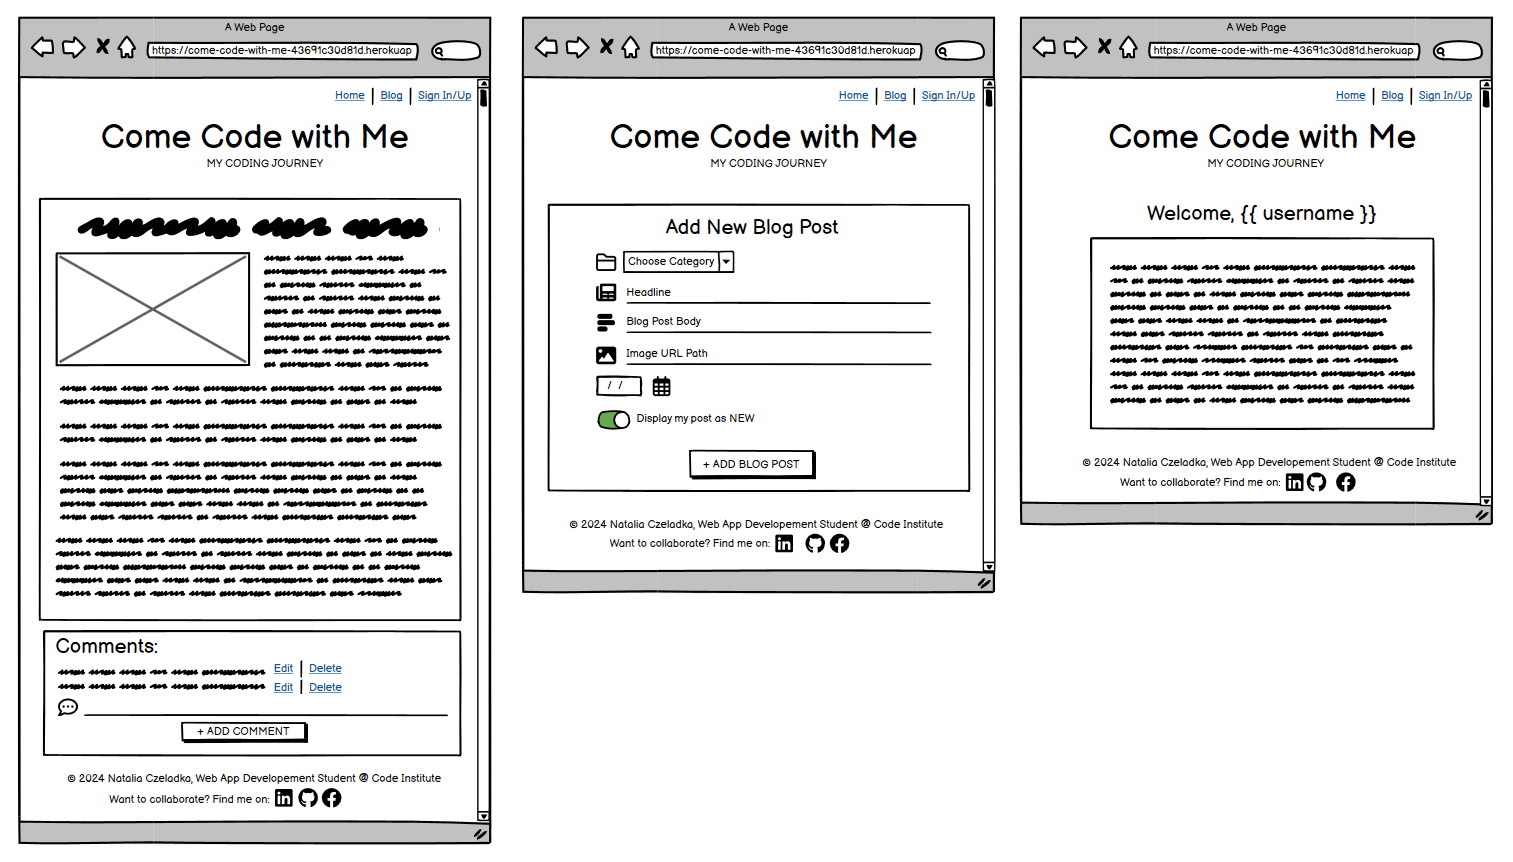 A Web Page
https://come-code-with-me-43691c30d81d.herokuap
Home | Blog | Sign In/Up
Come Code with Me
MY CODING JOURNEY
Comments:
Edit | Delete
Edit | Delete
+ ADD COMMENT
© 2024 Natalia Czeladka, Web App Developement Student @ Code Institute
Want to collaborate? Find me on: in
A Web Page
https://come-code-with-me-43691c30d81d.herokuap
Home | Blog | Sign In/Up
Come Code with Me
MY CODING JOURNEY
Add New Blog Post
Choose Category
Headline
Blog Post Body
Image URL Path
/ /
Display my post as NEW
+ ADD BLOG POST
© 2024 Natalia Czeladka, Web App Developement Student @ Code Institute
Want to collaborate? Find me on: in
A Web Page
https://come-code-with-me-43691c30d81d.herokuap
Home | Blog | Sign In/Up
Come Code with Me
MY CODING JOURNEY
Welcome, {{ username }}
© 2024 Natalia Czeladka, Web App Developement Student @ Code Institute
Want to collaborate? Find me on: in